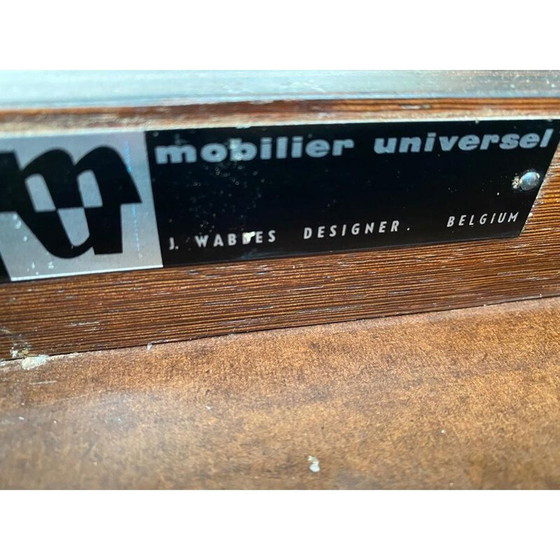 mobilier universel
J. WABBES DESIGNER. BELGIUM